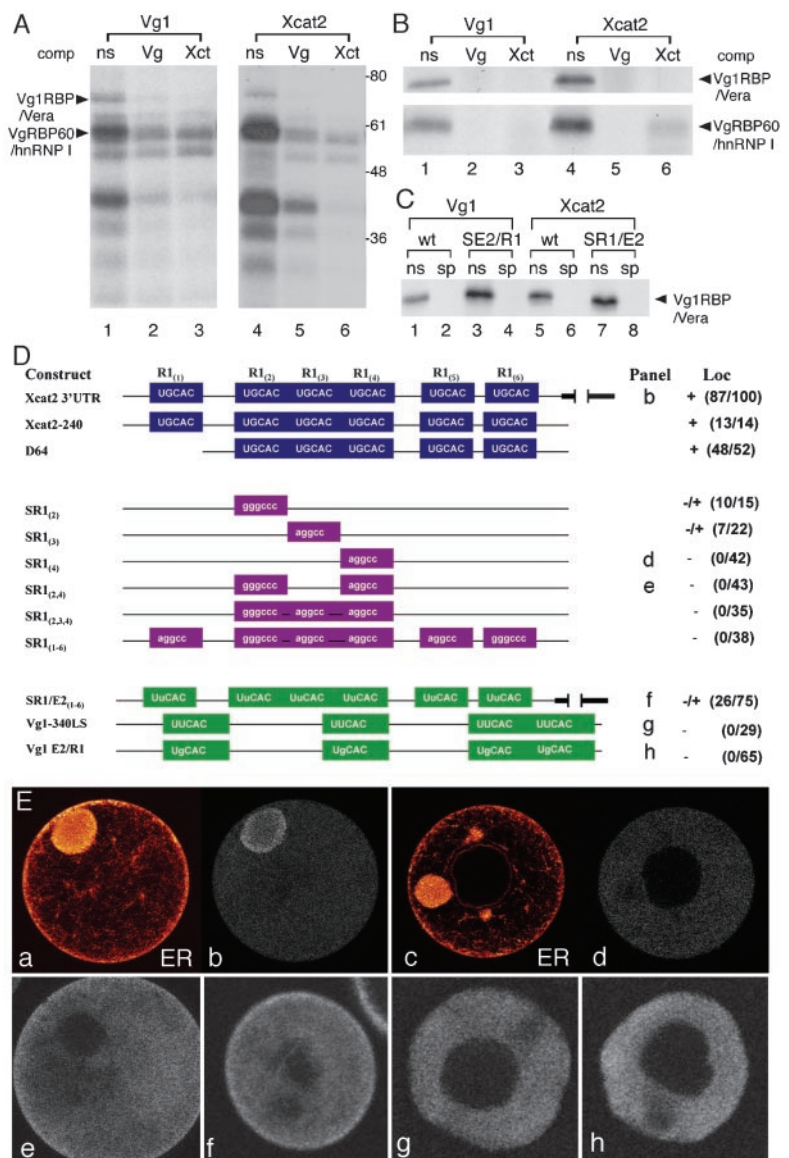 A
Vg1 Xcat2
comp ns Vg Xct ns Vg Xct
Vg1RBP
/Vera
VgRBP60
/hnRNP I
-80
-61
-48
-36
1 2 3 4 5 6
B
Vg1 Xcat2
ns Vg Xct ns Vg Xct comp
Vg1RBP
/Vera
VgRBP60
/hnRNP I
1 2 3 4 5 6
C
Vg1 Xcat2
wt SE2/R1 wt SR1/E2
ns sp ns sp ns sp ns sp
Vg1RBP
/Vera
1 2 3 4 5 6 7 8
D
Construct R1(1) R1(2) R1(3) R1(4) R1(5) R1(6) Panel Loc
Xcat2 3'UTR UGCAC UGCAC UGCAC UGCAC UGCAC UGCAC b + (87/100)
Xcat2-240 UGCAC UGCAC UGCAC UGCAC UGCAC UGCAC + (13/14)
D64 UGCAC UGCAC UGCAC UGCAC UGCAC + (48/52)
SR1(2) gggccc -/+ (10/15)
SR1(3) aggcc -/+ (7/22)
SR1(4) aggcc d - (0/42)
SR1(2,4) gggccc aggcc e - (0/43)
SR1(2,3,4) gggccc aggcc aggcc - (0/35)
SR1(1-6) aggcc gggccc aggcc aggcc aggcc gggccc - (0/38)
SR1/E2(1-6) UuCAC UuCAC UuCAC UuCAC UuCAC UuCAC f -/+ (26/75)
Vg1-340LS UUCAC UUCAC UUCAC UUCAC g - (0/29)
Vg1 E2/R1 UgCAC UgCAC UgCAC UgCAC h - (0/65)
E
a ER b c ER d
e f g h